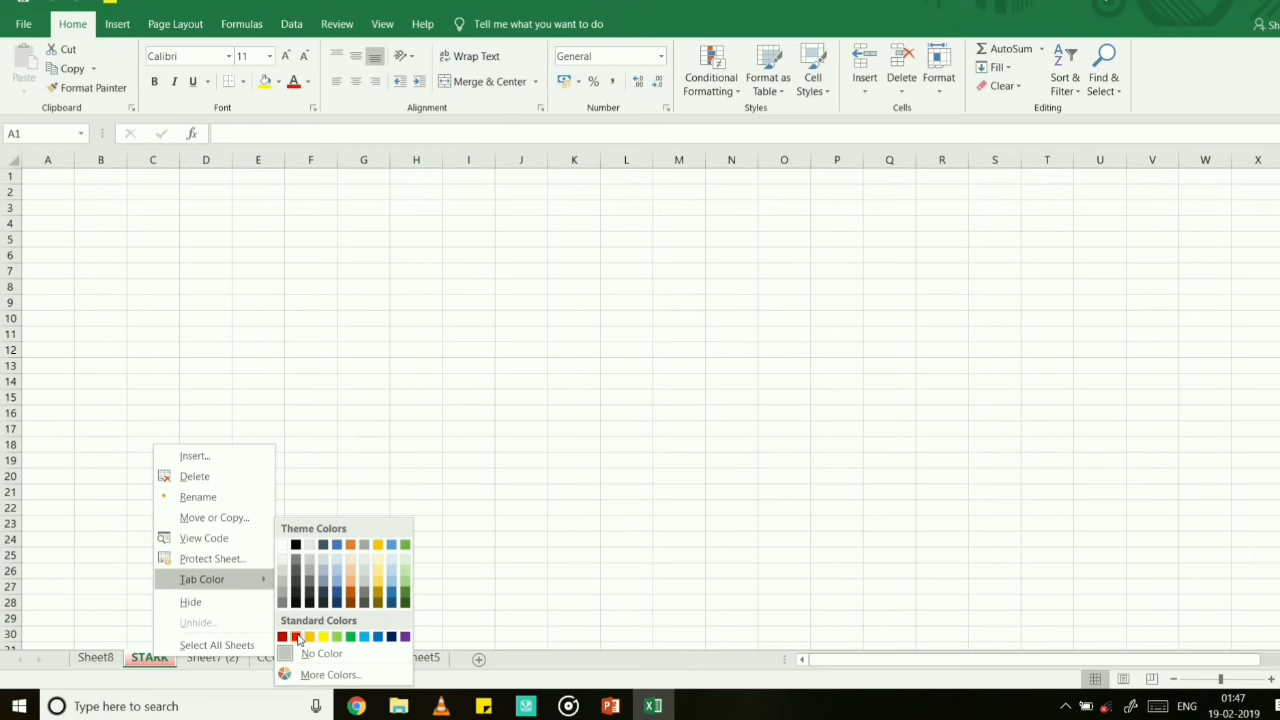 File Home Insert Page Layout Formulas Data Review View Help Tell me what you want to do
Paste
Cut
Copy
Format Painter
Clipboard
Calibri 11
B I U
Font
Wrap Text
Merge & Center
Alignment
General
%
Number
Conditional Formatting
Format as Table
Cell Styles
Styles
Insert Delete Format
Cells
AutoSum
Fill
Clear
Sort & Filter
Find & Select
Editing
A1 fx
A B C D E F G H I J K L M N O P Q R S T U V W X
1
2
3
4
5
6
7
8
9
10
11
12
13
14
15
16
17
18
19
20
21
22
23
24
25
26
27
28
29
30
Insert...
Delete
Rename
Move or Copy...
View Code
Protect Sheet...
Tab Color
Hide
Unhide...
Select All Sheets
Theme Colors
Standard Colors
No Color
More Colors...
Sheet8 STARK Sheet7 (2)
Type here to search
ENG
01:47
19-02-2019